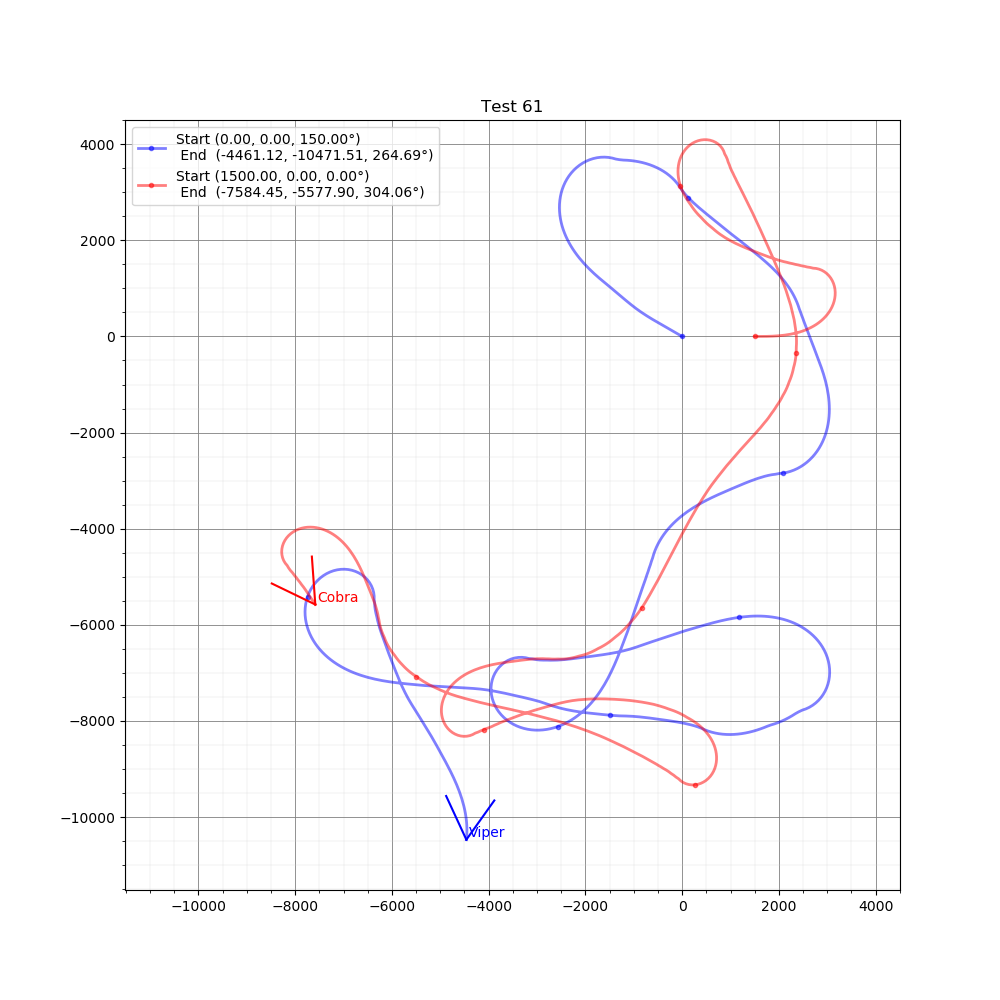 Test 61
Start (0.00, 0.00, 150.00°)
End (-4461.12, -10471.51, 264.69°)
Start (1500.00, 0.00, 0.00°)
End (-7584.45, -5577.90, 304.06°)
4000
2000
0
−2000
−4000
−6000
−8000
−10000
Cobra
Viper
−10000 −8000 −6000 −4000 −2000 0 2000 4000